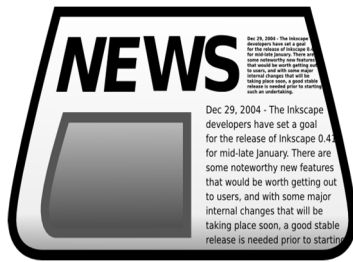 NEWS
Dec 29, 2004 - The Inkscape
developers have set a goal
for the release of Inkscape 0.4
for mid-late January. There are
some noteworthy new features
that would be worth getting out
to users, and with some major
internal changes that will be
taking place soon, a good stable
release is needed prior to starting
such an undertaking.
Dec 29, 2004 - The Inkscape
developers have set a goal
for the release of Inkscape 0.41
for mid-late January. There are
some noteworthy new features
that would be worth getting out
to users, and with some major
internal changes that will be
taking place soon, a good stable
release is needed prior to starting